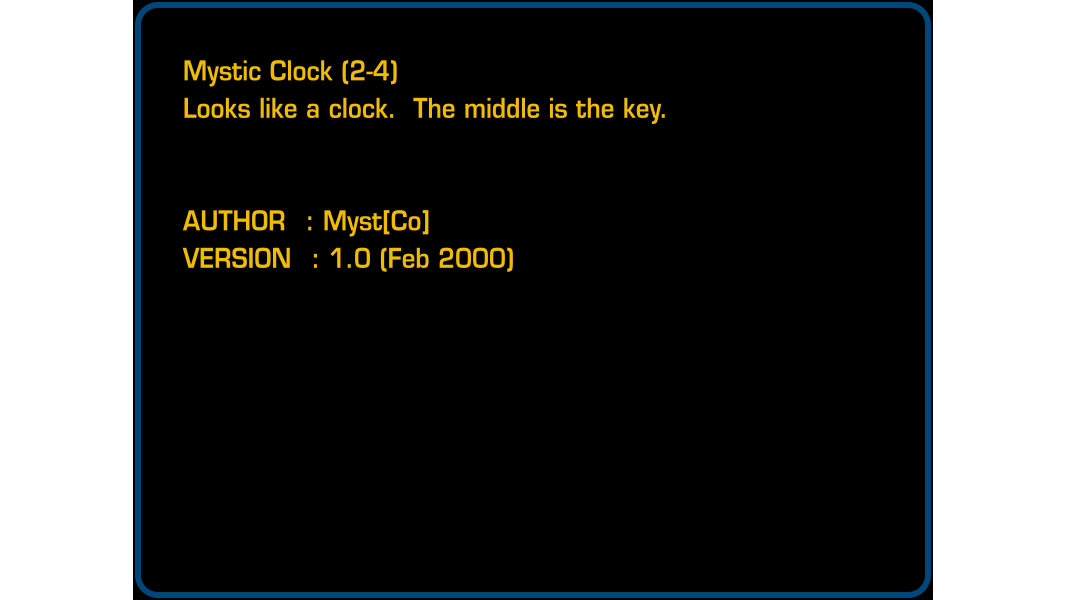 Mystic Clock (2-4)
Looks like a clock.  The middle is the key.
AUTHOR  : Myst[Co]
VERSION  : 1.0 (Feb 2000)